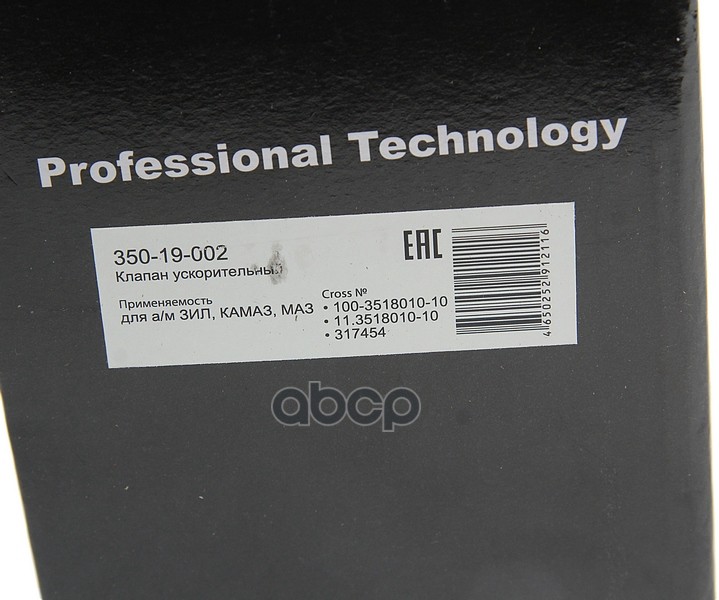 Professional Technology
350-19-002
Клапан ускорительный
Применяемость
для а/м ЗИЛ, КАМАЗ, МАЗ
Cross №
• 100-3518010-10
• 11.3518010-10
• 317454
EAC
4650252912116
abcp